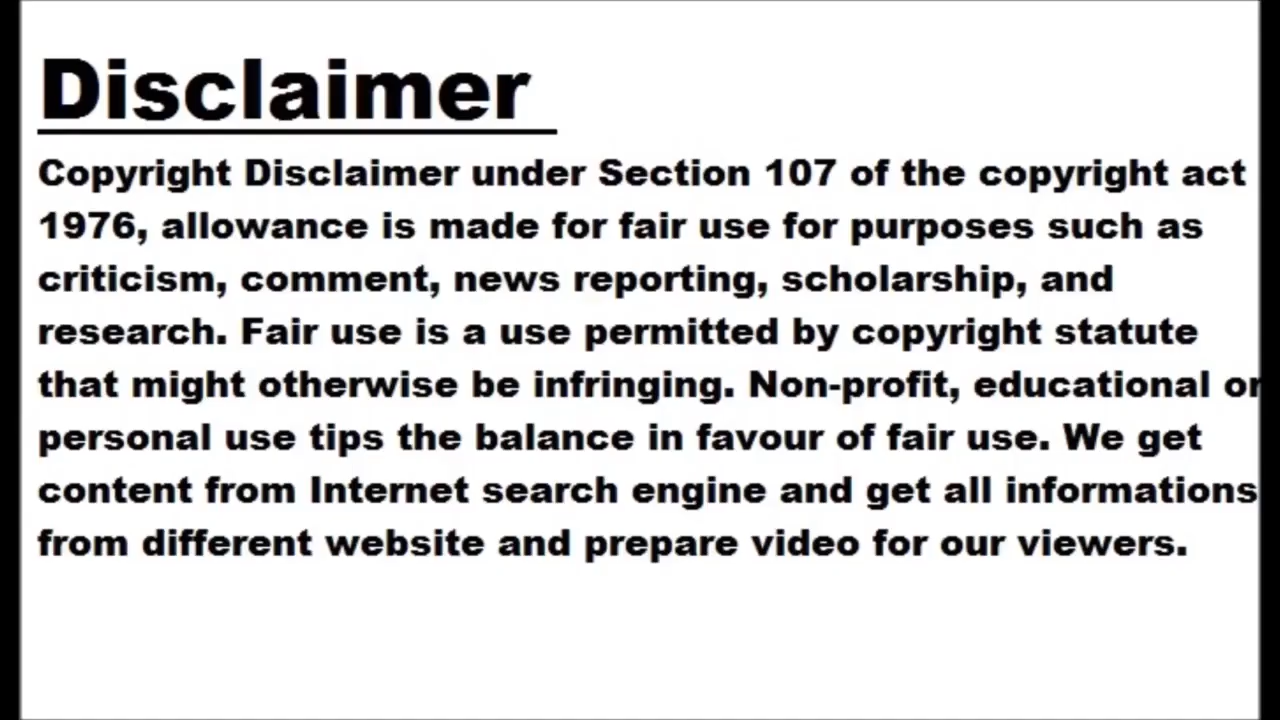 Disclaimer
Copyright Disclaimer under Section 107 of the copyright act
1976, allowance is made for fair use for purposes such as
criticism, comment, news reporting, scholarship, and
research. Fair use is a use permitted by copyright statute
that might otherwise be infringing. Non-profit, educational or
personal use tips the balance in favour of fair use. We get
content from Internet search engine and get all informations
from different website and prepare video for our viewers.